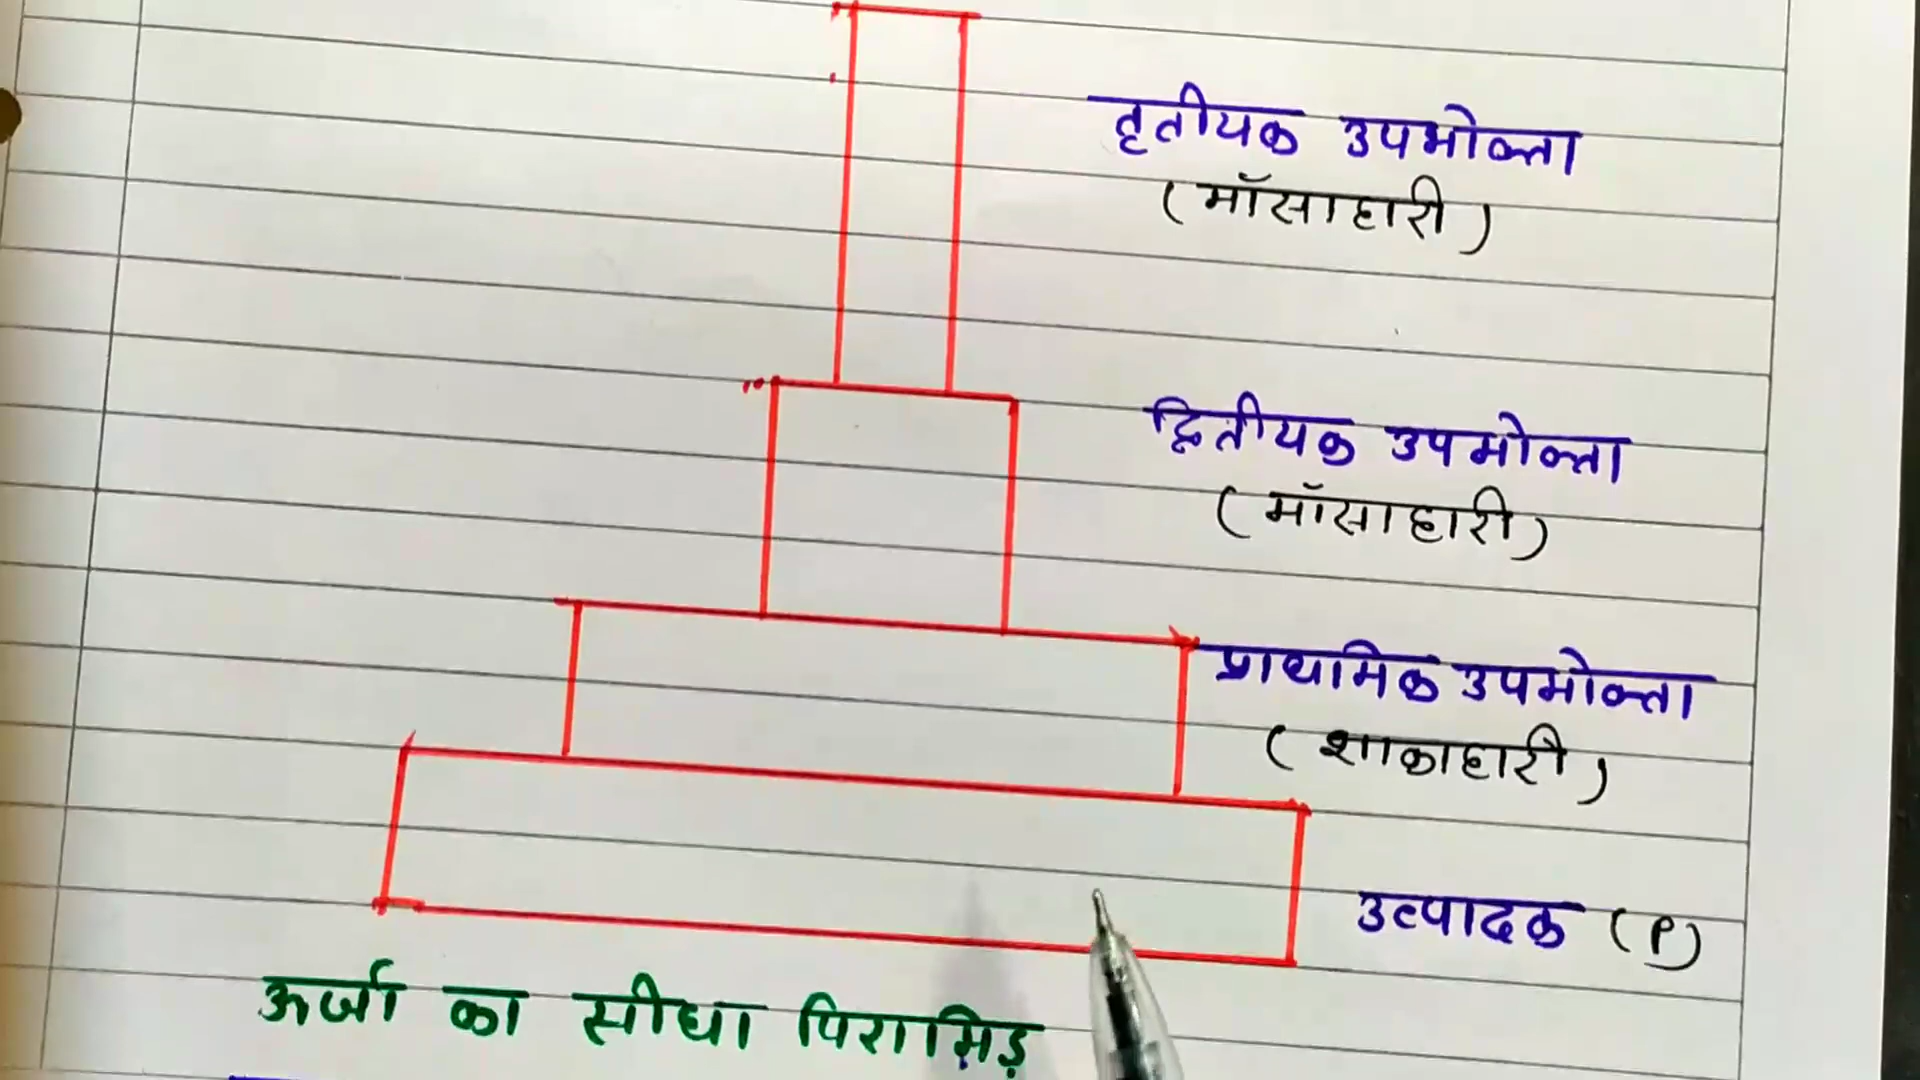 तृतीयक उपभोक्ता
(मॉसाहारी)
द्वितीयक उपभोक्ता
(मॉसाहारी)
प्राथमिक उपभोक्ता
(शाकाहारी)
उत्पादक (P)
ऊर्जा का सीधा पिरामिड़